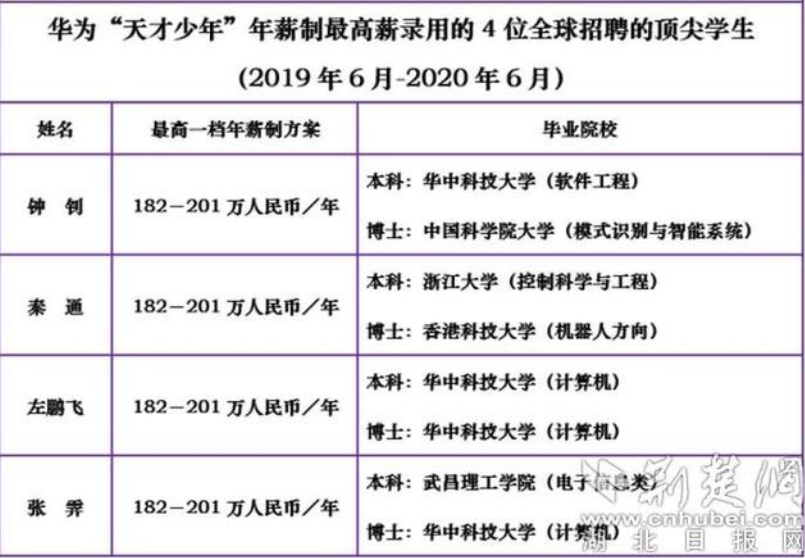 华为“天才少年”年薪制最高薪录用的 4 位全球招聘的顶尖学生
(2019 年 6 月-2020 年 6 月)
姓名
最高一档年薪制方案
毕业院校
钟 钊
182－201 万人民币／年
本科：华中科技大学（软件工程）
博士：中国科学院大学（模式识别与智能系统）
秦 通
182－201 万人民币／年
本科：浙江大学（控制科学与工程）
博士：香港科技大学（机器人方向）
左鹏飞
182－201 万人民币／年
本科：华中科技大学（计算机）
博士：华中科技大学（计算机）
张 霁
182－201 万人民币／年
本科：武昌理工学院（电子信息类）
博士：华中科技大学（计算机）
荆楚网
www.cnhubei.com
湖北日报网